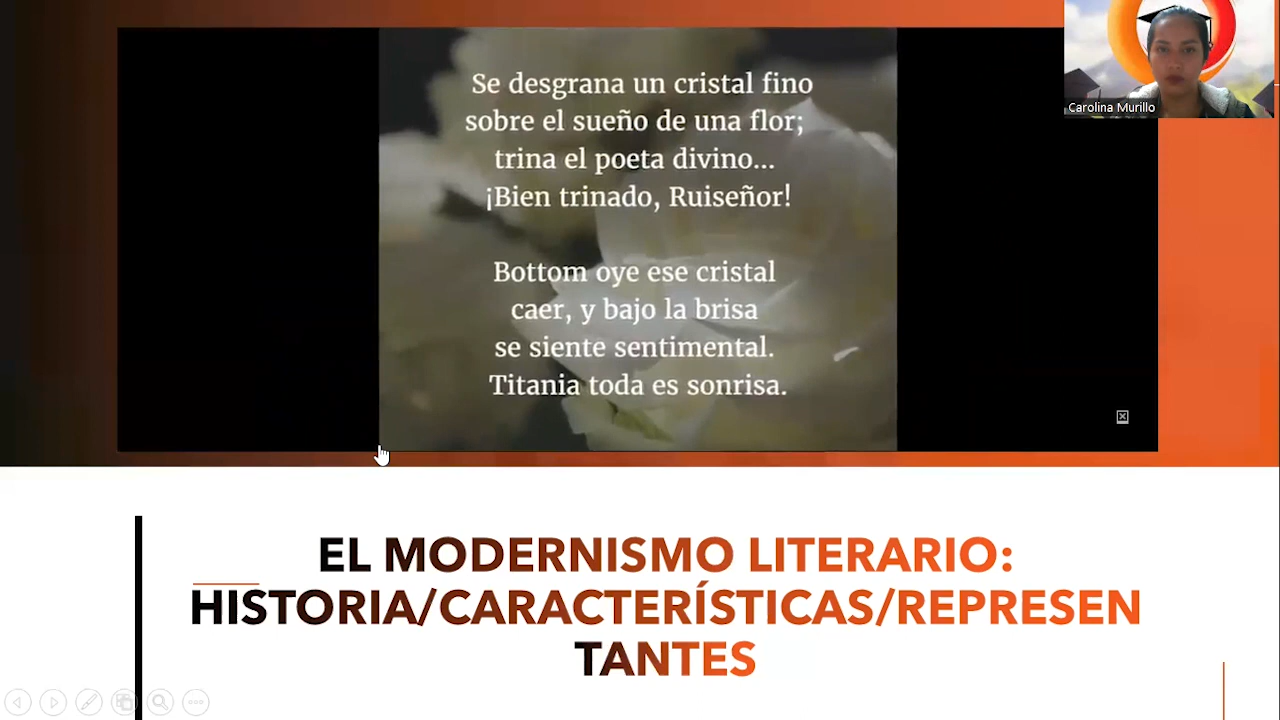 Se desgrana un cristal fino
sobre el sueño de una flor;
trina el poeta divino...
¡Bien trinado, Ruiseñor!
Bottom oye ese cristal
caer, y bajo la brisa
se siente sentimental.
Titania toda es sonrisa.
Carolina Murillo
EL MODERNISMO LITERARIO:
HISTORIA/CARACTERÍSTICAS/REPRESEN
TANTES